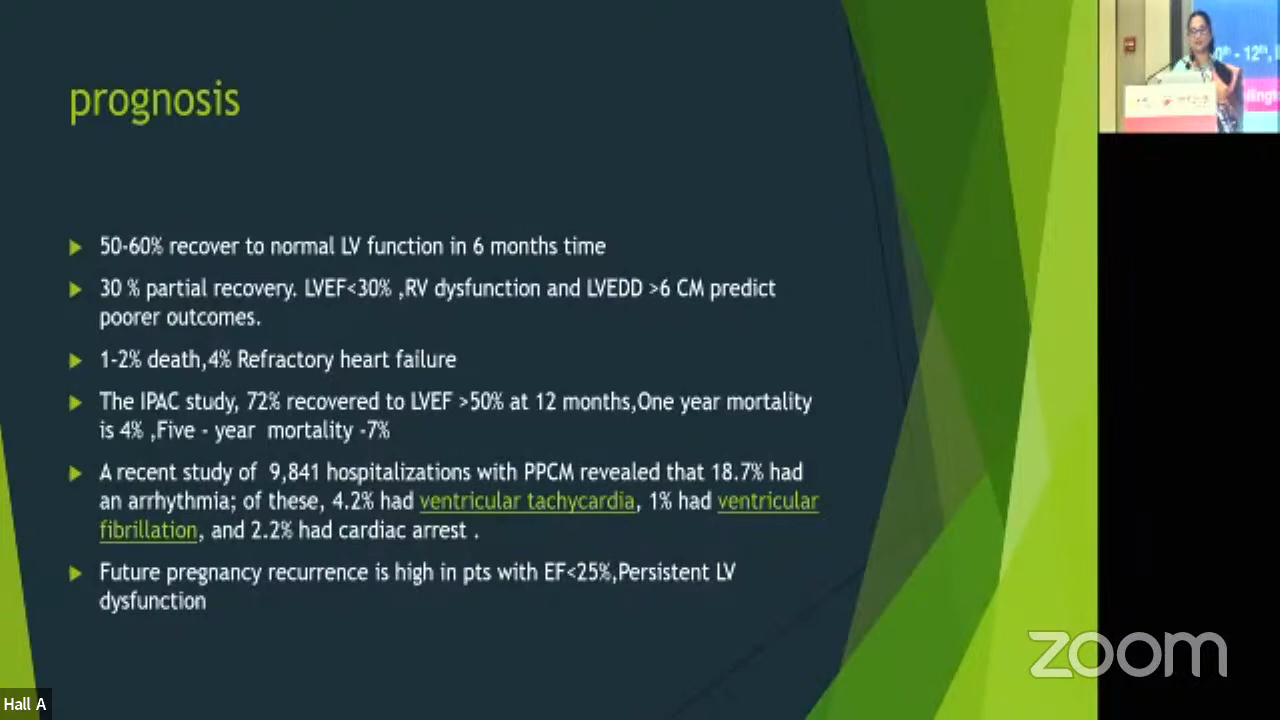 prognosis
50-60% recover to normal LV function in 6 months time
30 % partial recovery. LVEF<30% ,RV dysfunction and LVEDD >6 CM predict
poorer outcomes.
1-2% death,4% Refractory heart failure
The IPAC study, 72% recovered to LVEF >50% at 12 months,One year mortality
is 4% ,Five - year mortality -7%
A recent study of 9,841 hospitalizations with PPCM revealed that 18.7% had
an arrhythmia; of these, 4.2% had ventricular tachycardia, 1% had ventricular
fibrillation, and 2.2% had cardiac arrest .
Future pregnancy recurrence is high in pts with EF<25%,Persistent LV
dysfunction
zoom
Hall A